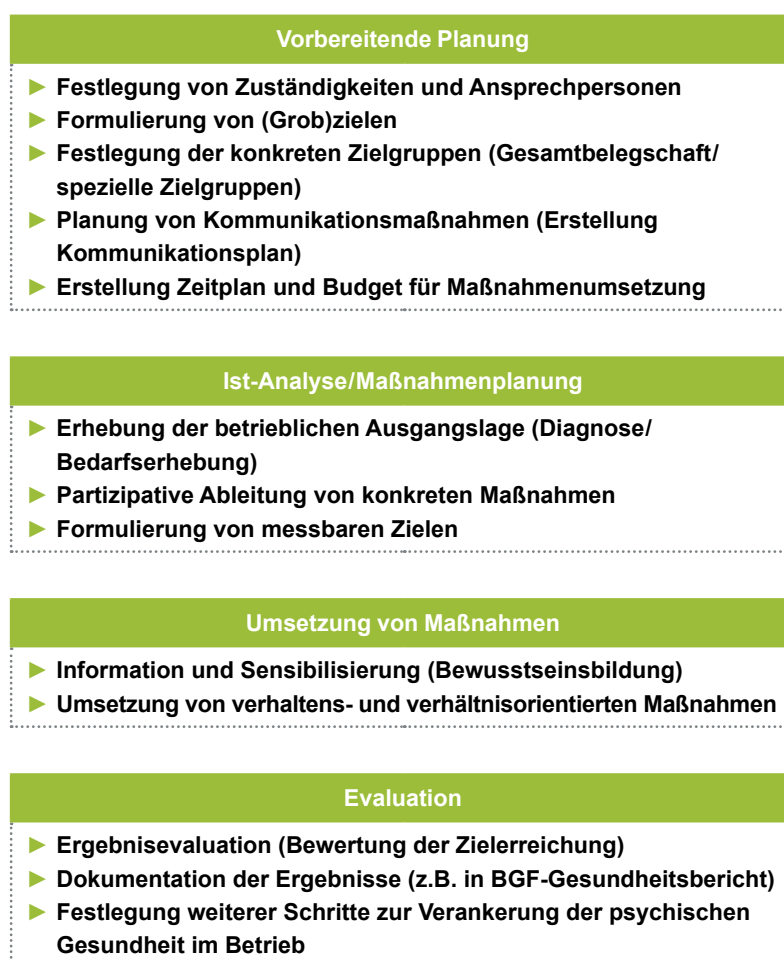 Vorbereitende Planung
► Festlegung von Zuständigkeiten und Ansprechpersonen
► Formulierung von (Grob)zielen
► Festlegung der konkreten Zielgruppen (Gesamtbelegschaft/
spezielle Zielgruppen)
► Planung von Kommunikationsmaßnahmen (Erstellung
Kommunikationsplan)
► Erstellung Zeitplan und Budget für Maßnahmenumsetzung
Ist-Analyse/Maßnahmenplanung
► Erhebung der betrieblichen Ausgangslage (Diagnose/
Bedarfserhebung)
► Partizipative Ableitung von konkreten Maßnahmen
► Formulierung von messbaren Zielen
Umsetzung von Maßnahmen
► Information und Sensibilisierung (Bewusstseinsbildung)
► Umsetzung von verhaltens- und verhältnisorientierten Maßnahmen
Evaluation
► Ergebnisevaluation (Bewertung der Zielerreichung)
► Dokumentation der Ergebnisse (z.B. in BGF-Gesundheitsbericht)
► Festlegung weiterer Schritte zur Verankerung der psychischen
Gesundheit im Betrieb